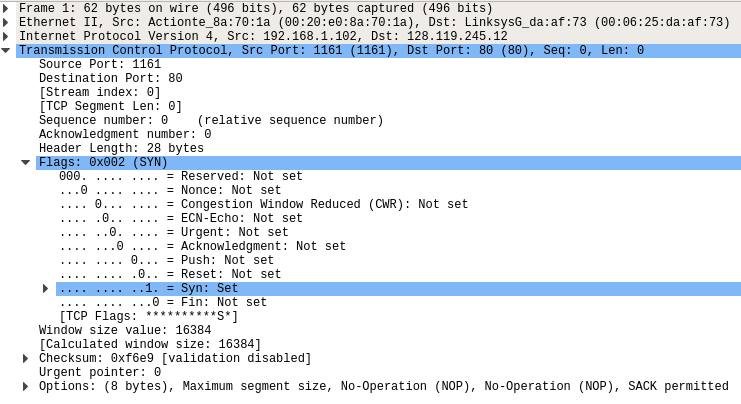 Frame 1: 62 bytes on wire (496 bits), 62 bytes captured (496 bits)
Ethernet II, Src: Actionte_8a:70:1a (00:20:e0:8a:70:1a), Dst: LinksysG_da:af:73 (00:06:25:da:af:73)
Internet Protocol Version 4, Src: 192.168.1.102, Dst: 128.119.245.12
Transmission Control Protocol, Src Port: 1161 (1161), Dst Port: 80 (80), Seq: 0, Len: 0
Source Port: 1161
Destination Port: 80
[Stream index: 0]
[TCP Segment Len: 0]
Sequence number: 0    (relative sequence number)
Acknowledgment number: 0
Header Length: 28 bytes
Flags: 0x002 (SYN)
000. .... .... = Reserved: Not set
...0 .... .... = Nonce: Not set
.... 0... .... = Congestion Window Reduced (CWR): Not set
.... .0.. .... = ECN-Echo: Not set
.... ..0. .... = Urgent: Not set
.... ...0 .... = Acknowledgment: Not set
.... .... 0... = Push: Not set
.... .... .0.. = Reset: Not set
.... .... ..1. = Syn: Set
.... .... ...0 = Fin: Not set
[TCP Flags: **********S*]
Window size value: 16384
[Calculated window size: 16384]
Checksum: 0xf6e9 [validation disabled]
Urgent pointer: 0
Options: (8 bytes), Maximum segment size, No-Operation (NOP), No-Operation (NOP), SACK permitted